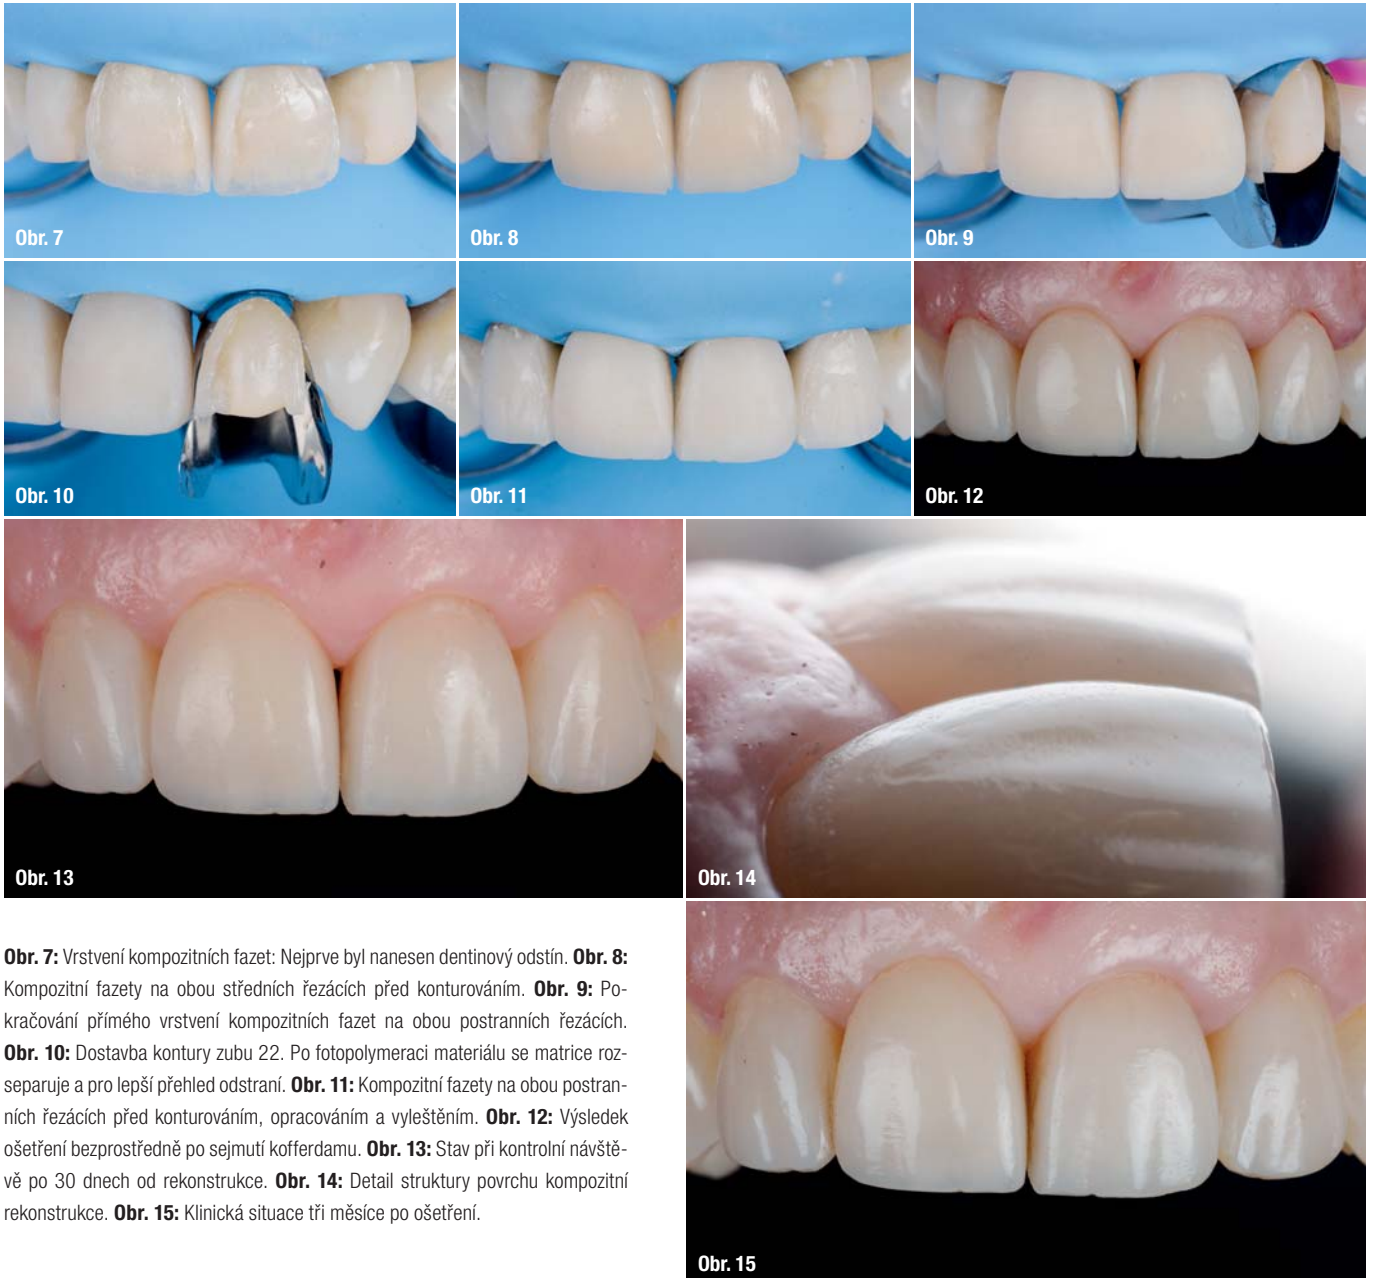 Obr. 7
Obr. 8
Obr. 9
Obr. 10
Obr. 11
Obr. 12
Obr. 13
Obr. 14
Obr. 7: Vrstvení kompozitních fazet: Nejprve byl nanesen dentinový odstín. Obr. 8:
Kompozitní fazety na obou středních řezácích před konturováním. Obr. 9: Po-
kračování přímého vrstvení kompozitních fazet na obou postranních řezácích.
Obr. 10: Dostavba kontury zubu 22. Po fotopolymeraci materiálu se matrice roz-
separuje a pro lepší přehled odstraní. Obr. 11: Kompozitní fazety na obou postran-
ních řezácích před konturováním, opracováním a vyleštěním. Obr. 12: Výsledek
ošetření bezprostředně po sejmutí kofferdamu. Obr. 13: Stav při kontrolní návště-
vě po 30 dnech od rekonstrukce. Obr. 14: Detail struktury povrchu kompozitní
rekonstrukce. Obr. 15: Klinická situace tři měsíce po ošetření.
Obr. 15